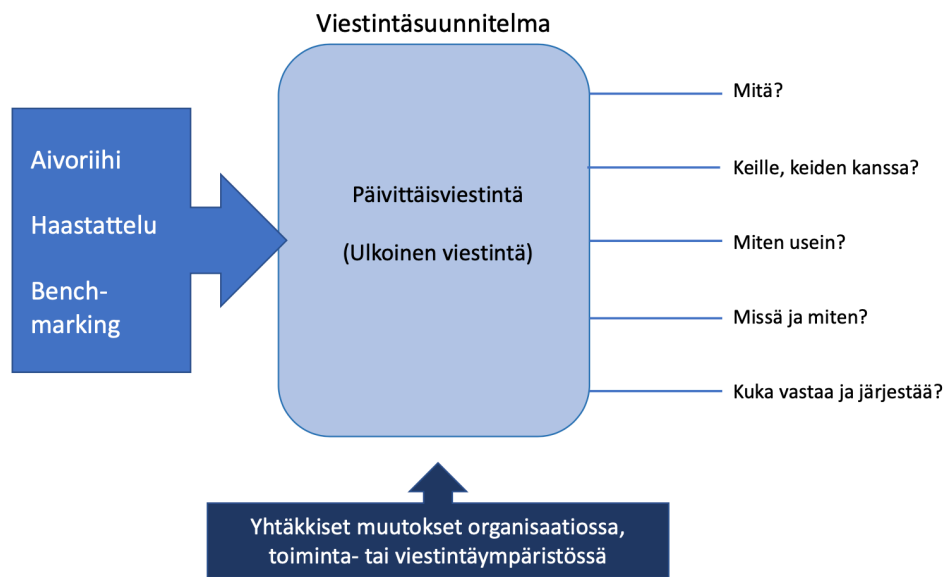 Viestintäsuunnitelma
Aivoriihi
Haastattelu
Bench-
marking
Päivittäisviestintä
(Ulkoinen viestintä)
Mitä?
Keille, keiden kanssa?
Miten usein?
Missä ja miten?
Kuka vastaa ja järjestää?
Yhtäkkiset muutokset organisaatiossa,
toiminta- tai viestintäympäristössä